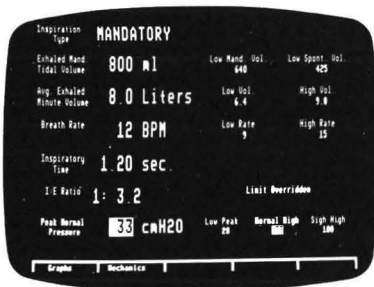 Inspiration Type MANDATORY
Exhaled Mand. Tidal Volume 800 ml Low Mand. Vol. 640 Low Spont. Vol. 425
Avg. Exhaled Minute Volume 8.0 Liters Low Vol. 6.4 High Vol. 9.0
Breath Rate 12 BPM Low Rate 9 High Rate 15
Inspiratory Time 1.20 sec.
I:E Ratio 1: 3.2 Limit Overridden
Peak Normal Pressure 33 cmH2O Low Peak 28 Normal High Sigh High 100
Graphs Mechanics